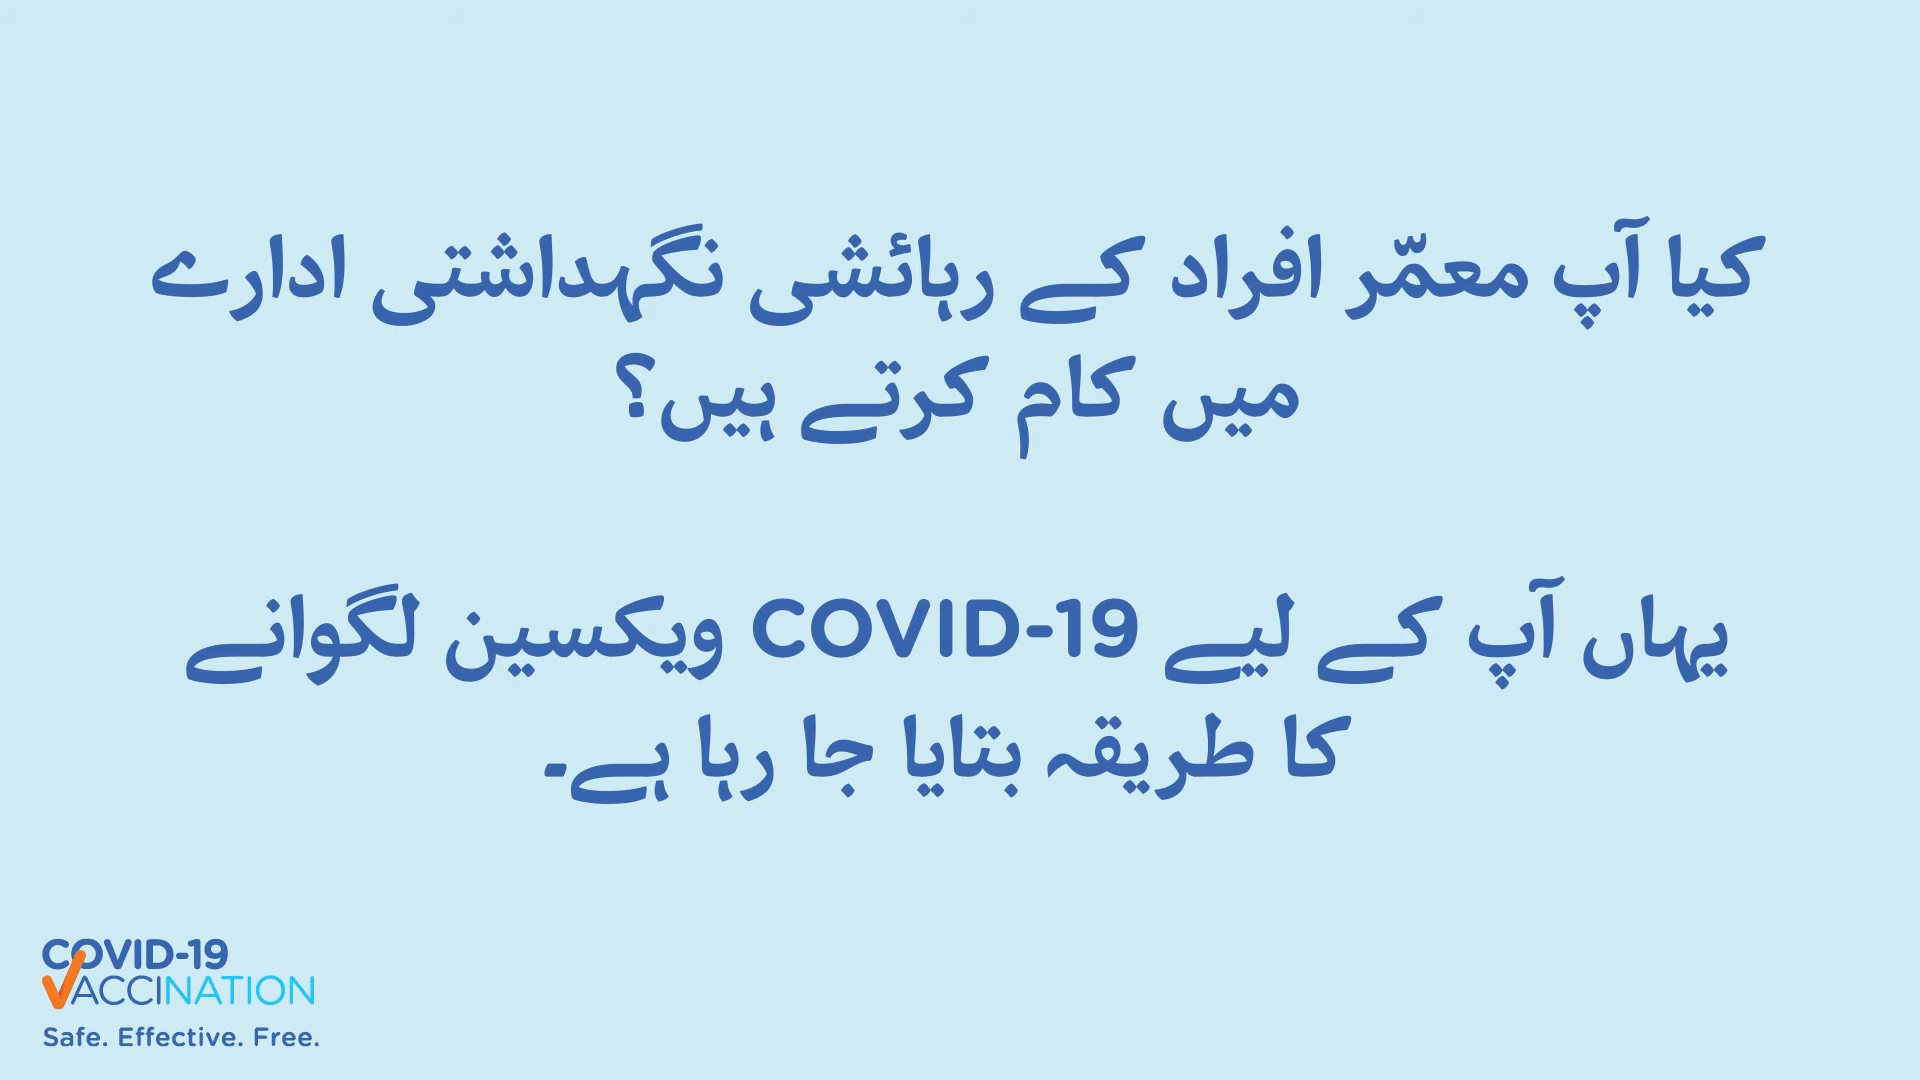 کیا آپ معمّر افراد کے رہائشی نگہداشتی ادارے
میں کام کرتے ہیں؟
یہاں آپ کے لیے COVID-19 ویکسین لگوانے
کا طریقہ بتایا جا رہا ہے۔
COVID-19
VACCINATION
Safe. Effective. Free.